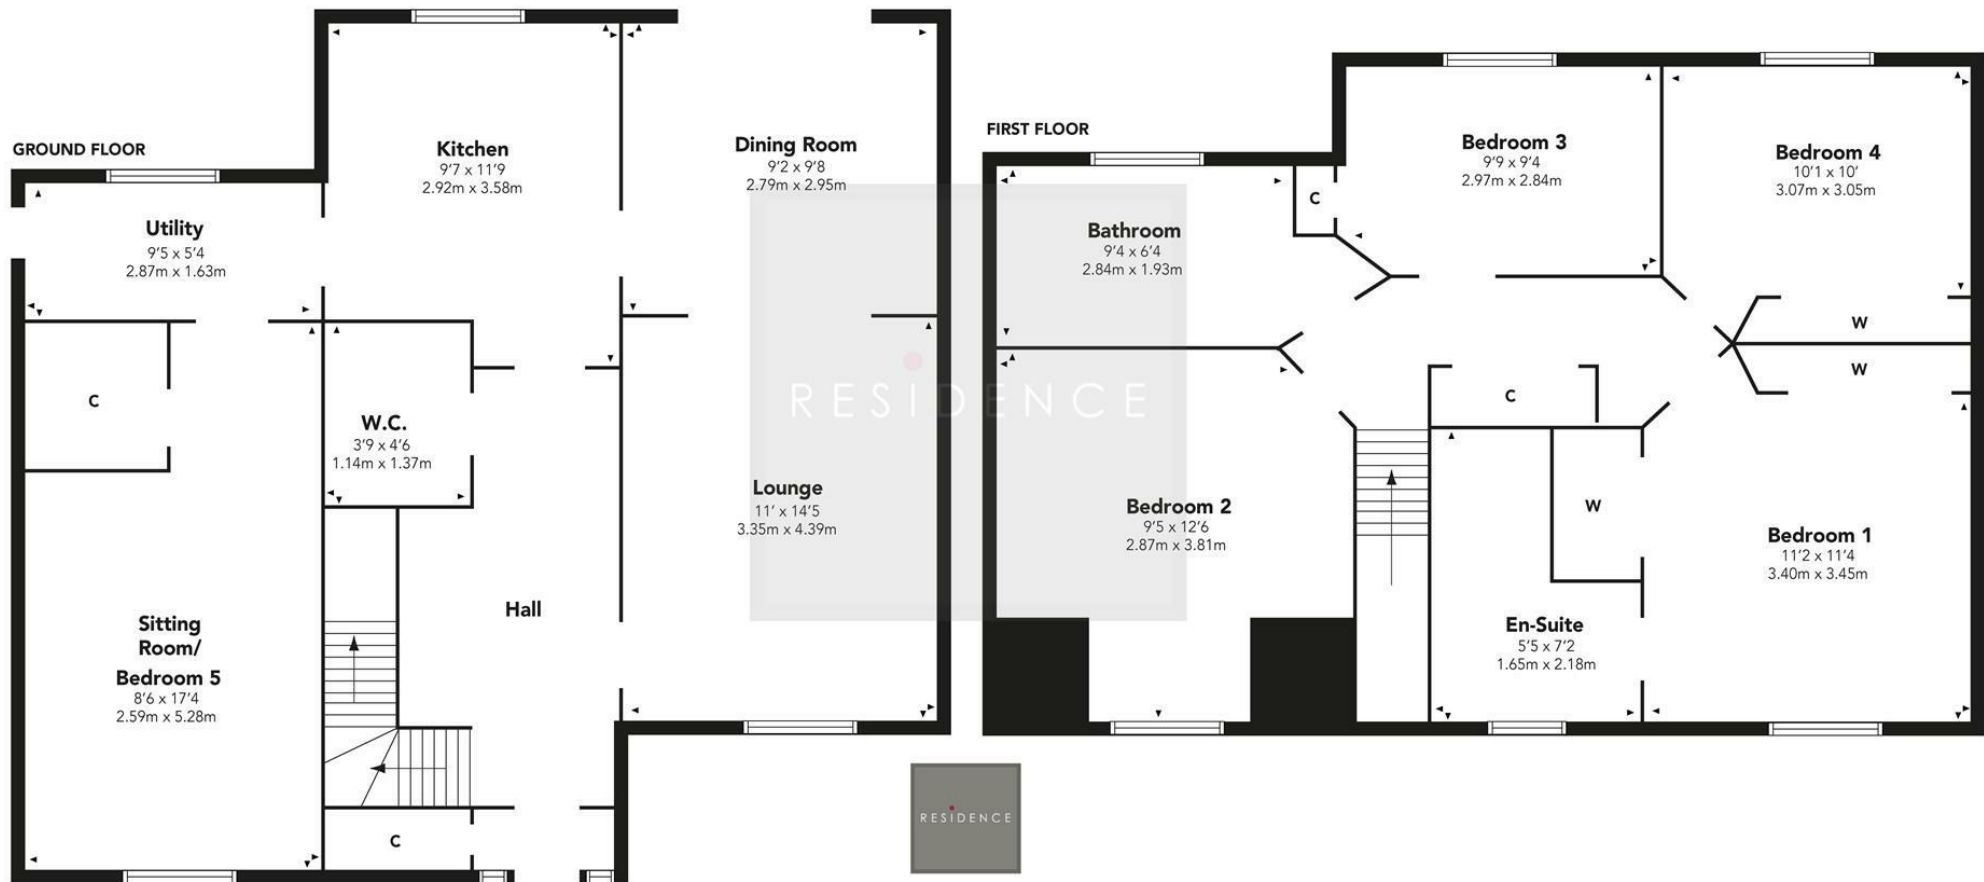 GROUND FLOOR
Kitchen
9'7 x 11'9
2.92m x 3.58m
Dining Room
9'2 x 9'8
2.79m x 2.95m
Utility
9'5 x 5'4
2.87m x 1.63m
C
W.C.
3'9 x 4'6
1.14m x 1.37m
Lounge
11' x 14'5
3.35m x 4.39m
Hall
Sitting
Room/
Bedroom 5
8'6 x 17'4
2.59m x 5.28m
C
FIRST FLOOR
Bedroom 3
9'9 x 9'4
2.97m x 2.84m
Bedroom 4
10'1 x 10'
3.07m x 3.05m
C
Bathroom
9'4 x 6'4
2.84m x 1.93m
W
W
C
Bedroom 2
9'5 x 12'6
2.87m x 3.81m
W
Bedroom 1
11'2 x 11'4
3.40m x 3.45m
En-Suite
5'5 x 7'2
1.65m x 2.18m
RESIDENCE
RESIDENCE